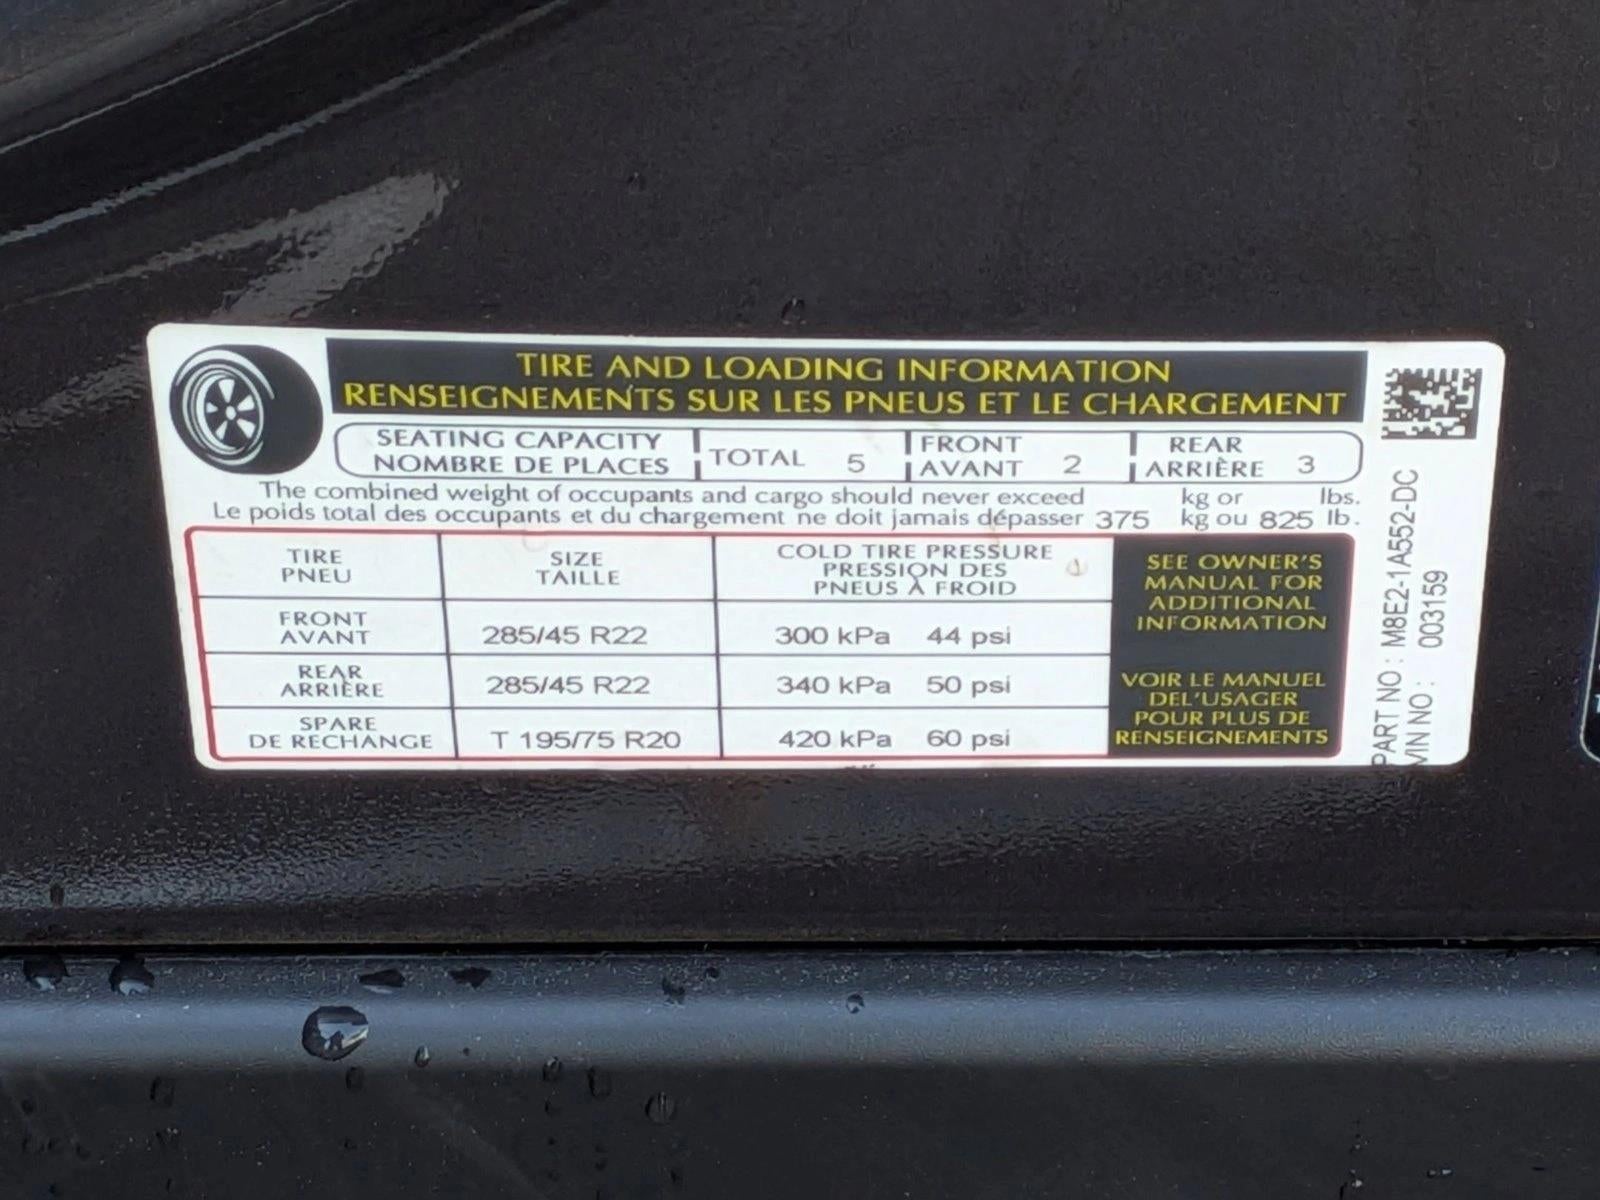 TIRE AND LOADING INFORMATION
RENSEIGNEMENTS SUR LES PNEUS ET LE CHARGEMENT
SEATING CAPACITY
NOMBRE DE PLACES
TOTAL 5
FRONT
AVANT 2
REAR
ARRIÈRE 3
The combined weight of occupants and cargo should never exceed kg or lbs.
Le poids total des occupants et du chargement ne doit jamais dépasser 375 kg ou 825 lb.
TIRE
PNEU
SIZE
TAILLE
COLD TIRE PRESSURE
PRESSION DES
PNEUS À FROID
FRONT
AVANT
285/45 R22
300 kPa 44 psi
REAR
ARRIÈRE
285/45 R22
340 kPa 50 psi
SPARE
DE RECHANGE
T 195/75 R20
420 kPa 60 psi
SEE OWNER'S
MANUAL FOR
ADDITIONAL
INFORMATION
VOIR LE MANUEL
DEL'USAGER
POUR PLUS DE
RENSEIGNEMENTS
PART NO : M8E2-1A552-DC
VIN NO : 003159